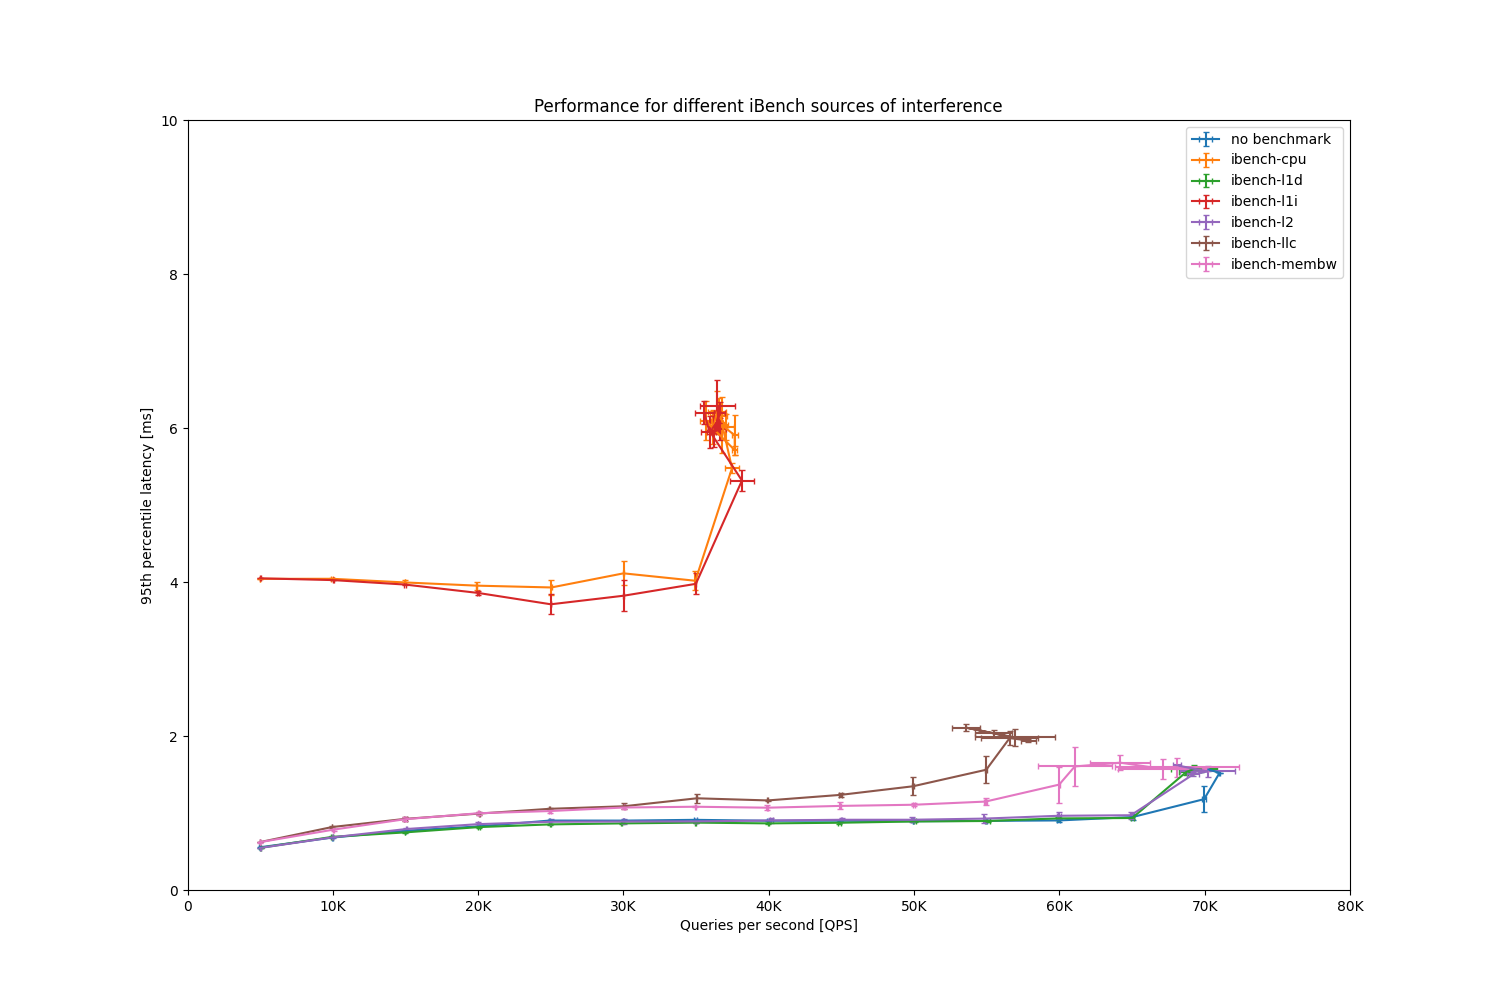 Performance for different iBench sources of interference
10
8
6
4
2
0
95th percentile latency [ms]
no benchmark
ibench-cpu
ibench-l1d
ibench-l1i
ibench-l2
ibench-llc
ibench-membw
0 10K 20K 30K 40K 50K 60K 70K 80K
Queries per second [QPS]